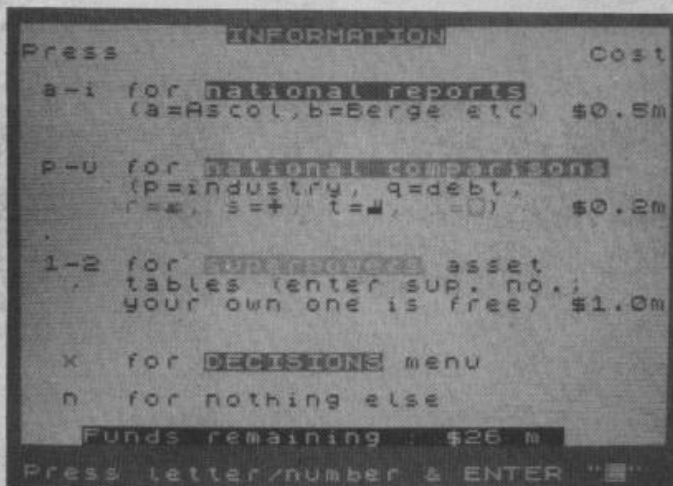 INFORMATION
Press Cost
a-i for national reports
(a=Ascol,b=Berge etc) $0.5m
p-u for national comparisons
(p=industry, q=debt,
r= , s= , t= , = ) $0.2m
1-2 for superpowers asset
tables (enter sup. no.;
your own one is free) $1.0m
x for DECISIONS menu
n for nothing else
Funds remaining : $26 m
Press letter/number & ENTER ""